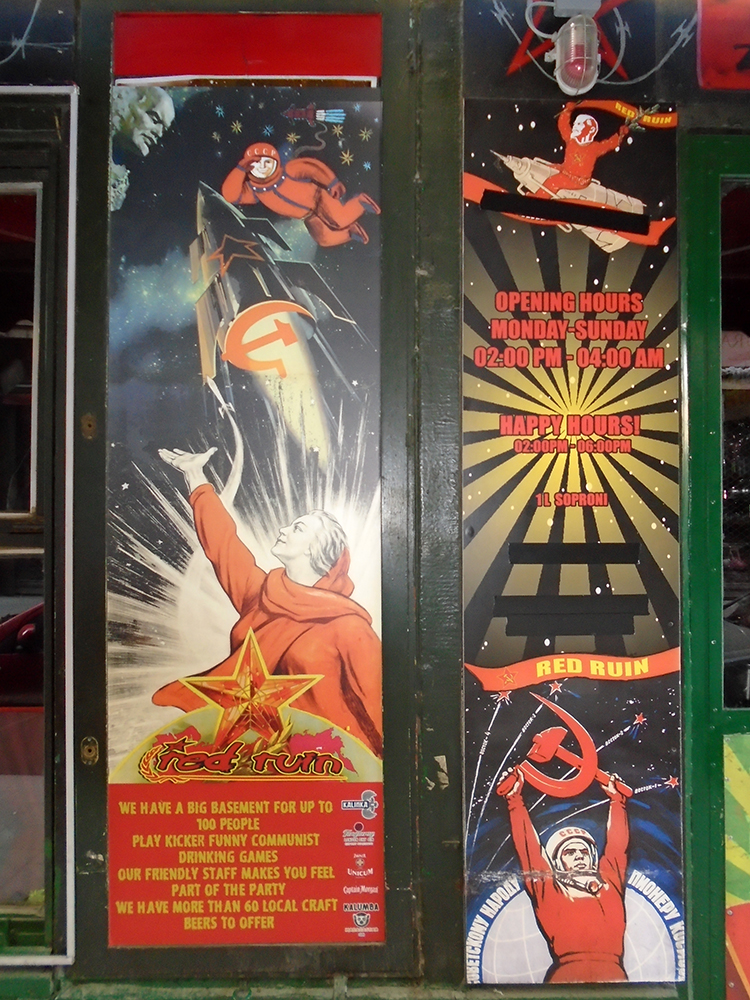 CCCP
red ruin
WE HAVE A BIG BASEMENT FOR UP TO
100 PEOPLE
PLAY KICKER FUNNY COMMUNIST
DRINKING GAMES
OUR FRIENDLY STAFF MAKES YOU FEEL
PART OF THE PARTY
WE HAVE MORE THAN 60 LOCAL CRAFT
BEERS TO OFFER
KALINKA
UNICUM
Captain Morgan
KALUMBA
RED RUIN
OPENING HOURS
MONDAY-SUNDAY
02:00 PM - 04:00 AM
HAPPY HOURS!
02:00PM - 06:00PM
1 L SOPRONI
RED RUIN
СССР
СОВЕТСКОМУ НАРОДУ
ПИОНЕРУ